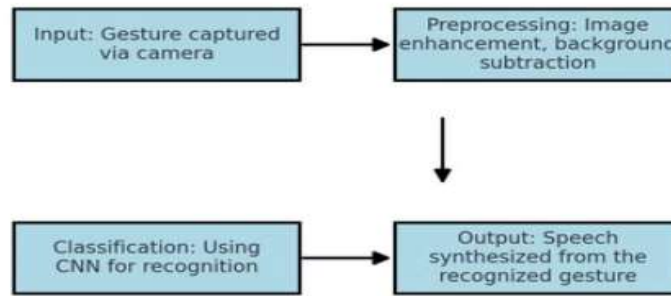 Input: Gesture captured
via camera
Preprocessing: Image
enhancement, background
subtraction
Classification: Using
CNN for recognition
Output: Speech
synthesized from the
recognized gesture